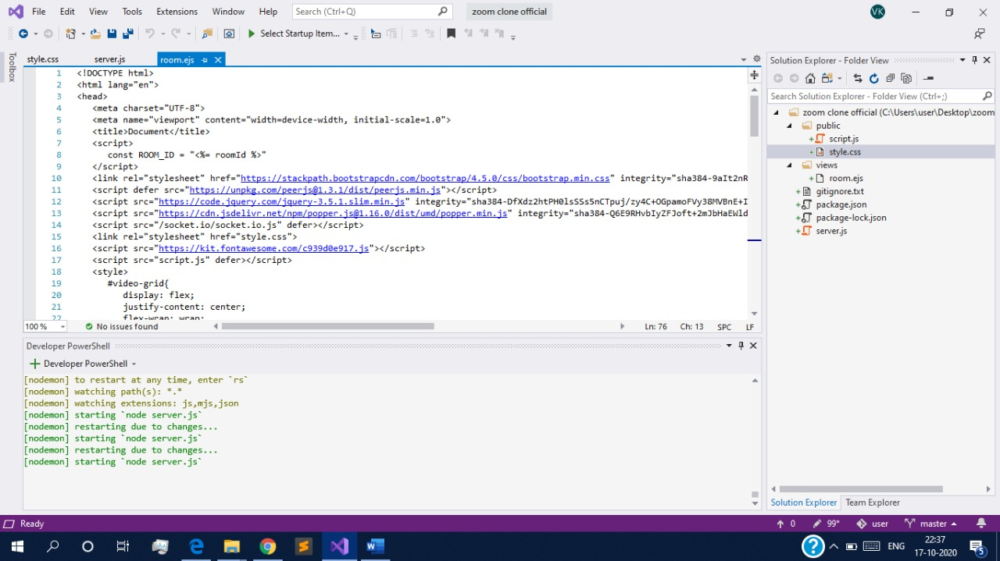 File Edit View Tools Extensions Window Help Search (Ctrl+Q) zoom clone official VK
Select Startup Item...
Toolbox
style.css server.js room.ejs
1 <!DOCTYPE html>
2 <html lang="en">
3 <head>
4 <meta charset="UTF-8">
5 <meta name="viewport" content="width=device-width, initial-scale=1.0">
6 <title>Document</title>
7 <script>
8 const ROOM_ID = "<%= roomId %>"
9 </script>
10 <link rel="stylesheet" href="https://stackpath.bootstrapcdn.com/bootstrap/4.5.0/css/bootstrap.min.css" integrity="sha384-9aIt2nR
11 <script defer src="https://unpkg.com/peerjs@1.3.1/dist/peerjs.min.js"></script>
12 <script src="https://code.jquery.com/jquery-3.5.1.slim.min.js" integrity="sha384-DfXdz2htPH0lsSSs5nCTpuj/zy4C+OGpamoFVy38MVBnE+I
13 <script src="https://cdn.jsdelivr.net/npm/popper.js@1.16.0/dist/umd/popper.min.js" integrity="sha384-Q6E9RHvbIyZFJoft+2mJbHaEWld
14 <script src="/socket.io/socket.io.js" defer></script>
15 <link rel="stylesheet" href="style.css">
16 <script src="https://kit.fontawesome.com/c939d0e917.js"></script>
17 <script src="script.js" defer></script>
18 <style>
19 #video-grid{
20 display: flex;
21 justify-content: center;
22 flex-wrap: wrap;
100 % No issues found Ln: 76 Ch: 13 SPC LF
Developer PowerShell
Developer PowerShell
[nodemon] to restart at any time, enter `rs`
[nodemon] watching path(s): *.*
[nodemon] watching extensions: js,mjs,json
[nodemon] starting `node server.js`
[nodemon] restarting due to changes...
[nodemon] starting `node server.js`
[nodemon] restarting due to changes...
[nodemon] starting `node server.js`
Solution Explorer - Folder View
Search Solution Explorer - Folder View (Ctrl+;)
zoom clone official (C:\Users\user\Desktop\zoom
public
script.js
style.css
views
room.ejs
gitignore.txt
package.json
package-lock.json
server.js
Solution Explorer Team Explorer
Ready 0 99* user master
ENG 22:37
17-10-2020 5